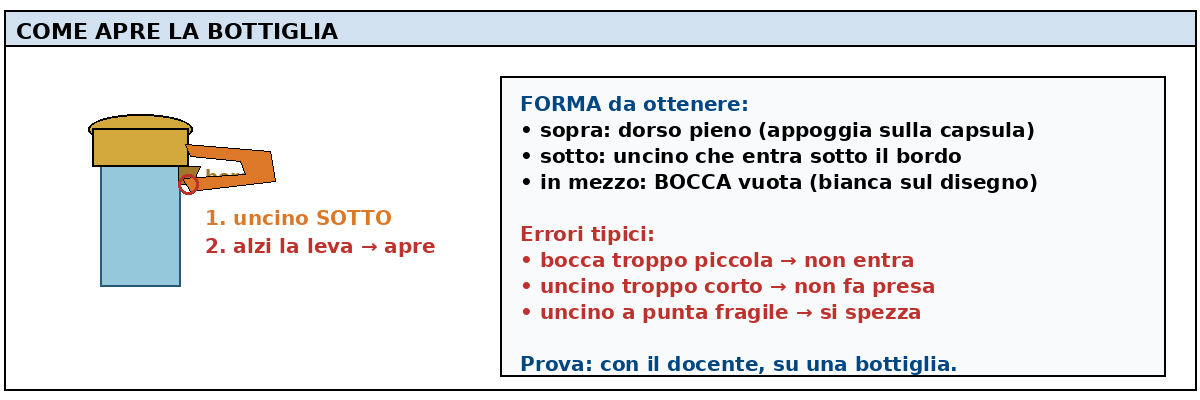 COME APRE LA BOTTIGLIA
1. uncino SOTTO
2. alzi la leva → apre
FORMA da ottenere:
• sopra: dorso pieno (appoggia sulla capsula)
• sotto: uncino che entra sotto il bordo
• in mezzo: BOCCA vuota (bianca sul disegno)
Errori tipici:
• bocca troppo piccola → non entra
• uncino troppo corto → non fa presa
• uncino a punta fragile → si spezza
Prova: con il docente, su una bottiglia.